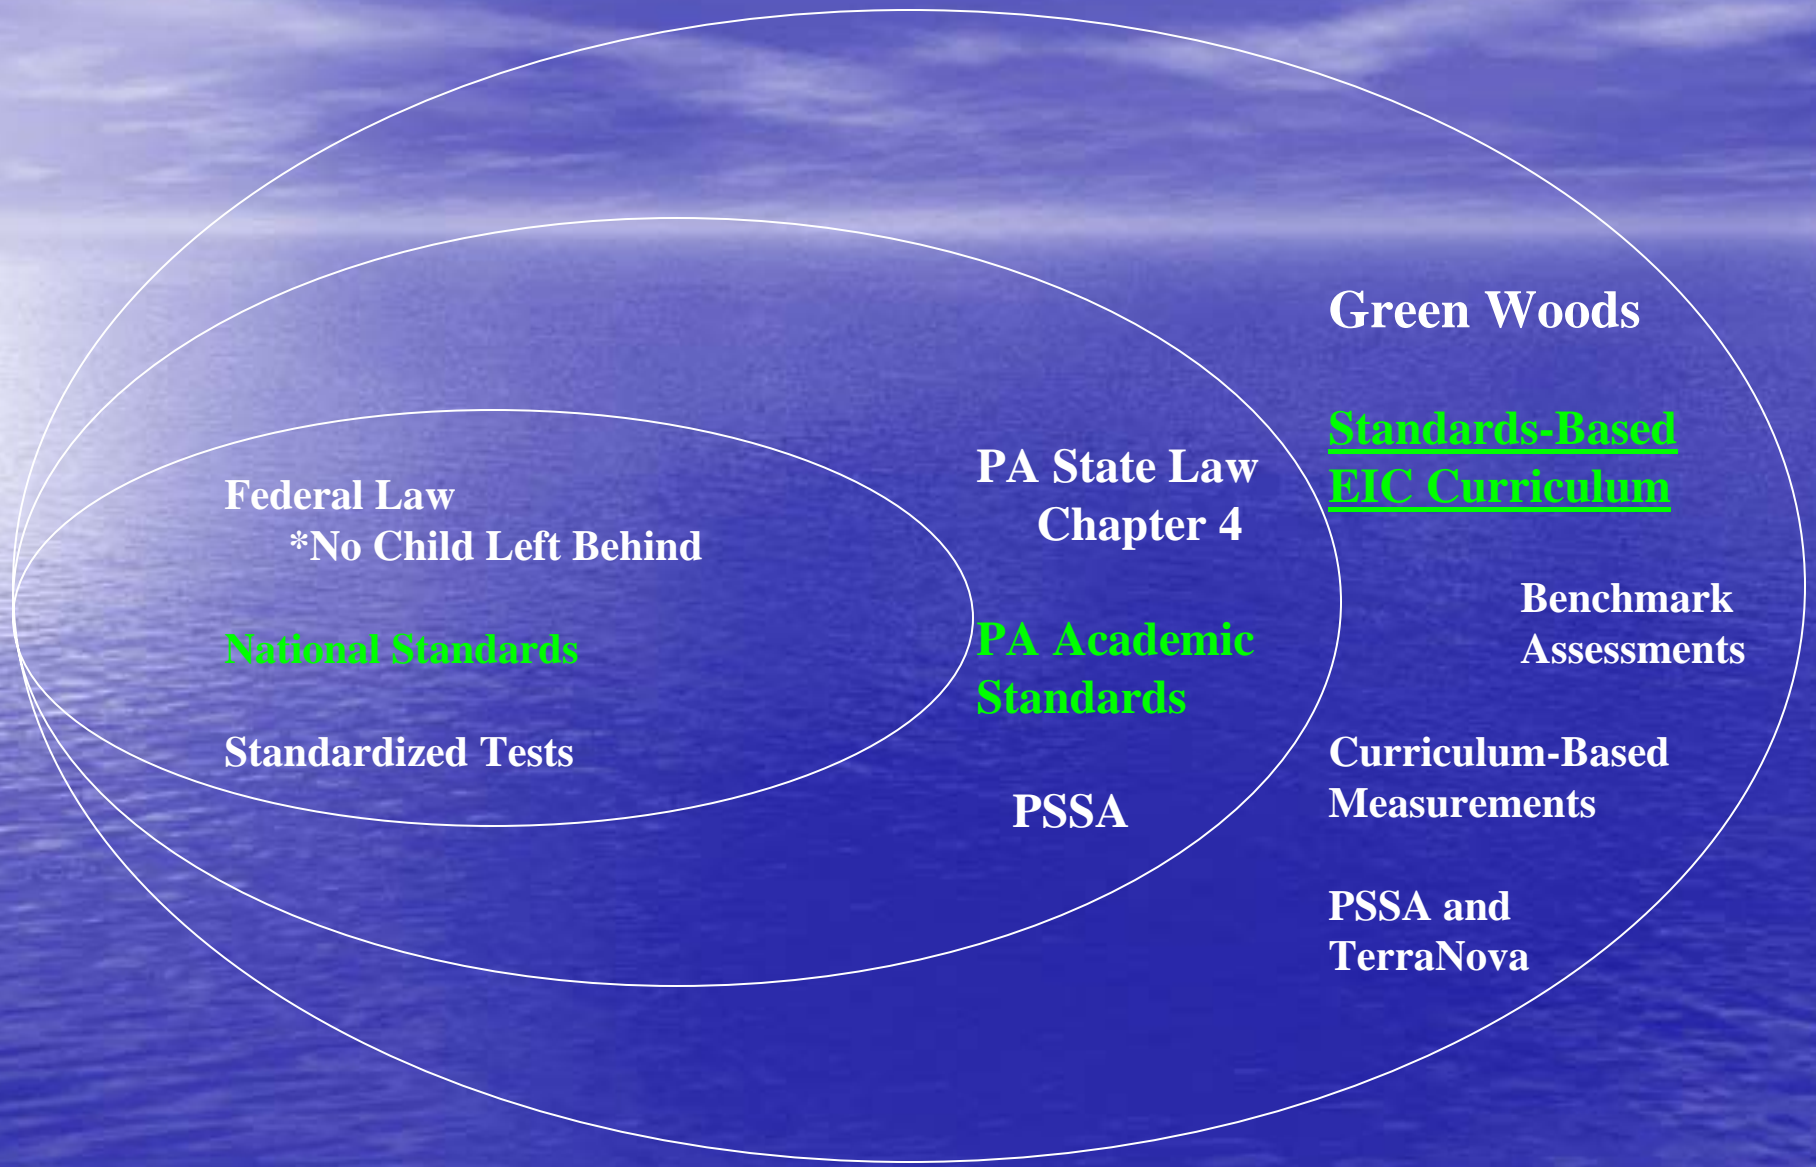 Federal Law
*No Child Left Behind
National Standards
Standardized Tests
PA State Law
Chapter 4
PA Academic
Standards
PSSA
Green Woods
Standards-Based
EIC Curriculum
Benchmark
Assessments
Curriculum-Based
Measurements
PSSA and
TerraNova